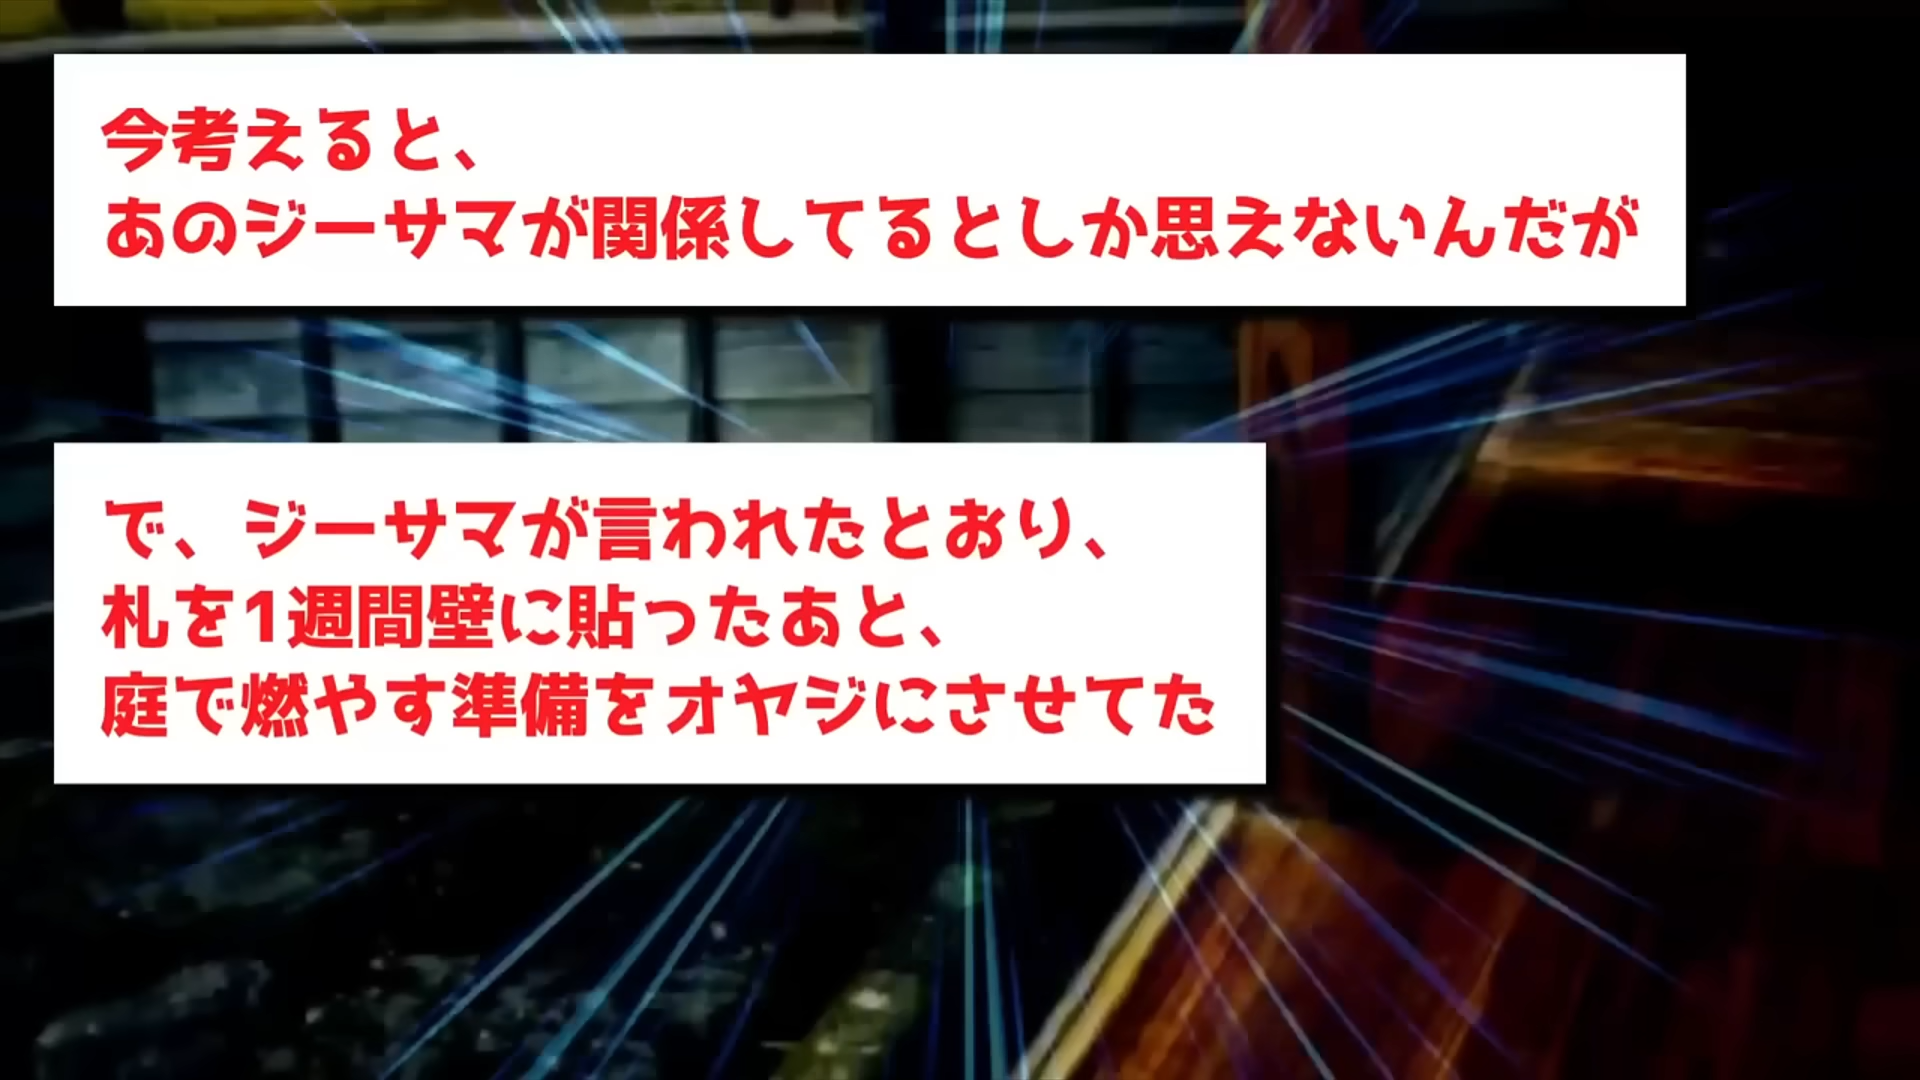 今考えると、
あのジーサマが関係してるとしか思えないんだが
で、ジーサマが言われたとおり、
札を1週間壁に貼ったあと、
庭で燃やす準備をオヤジにさせてた